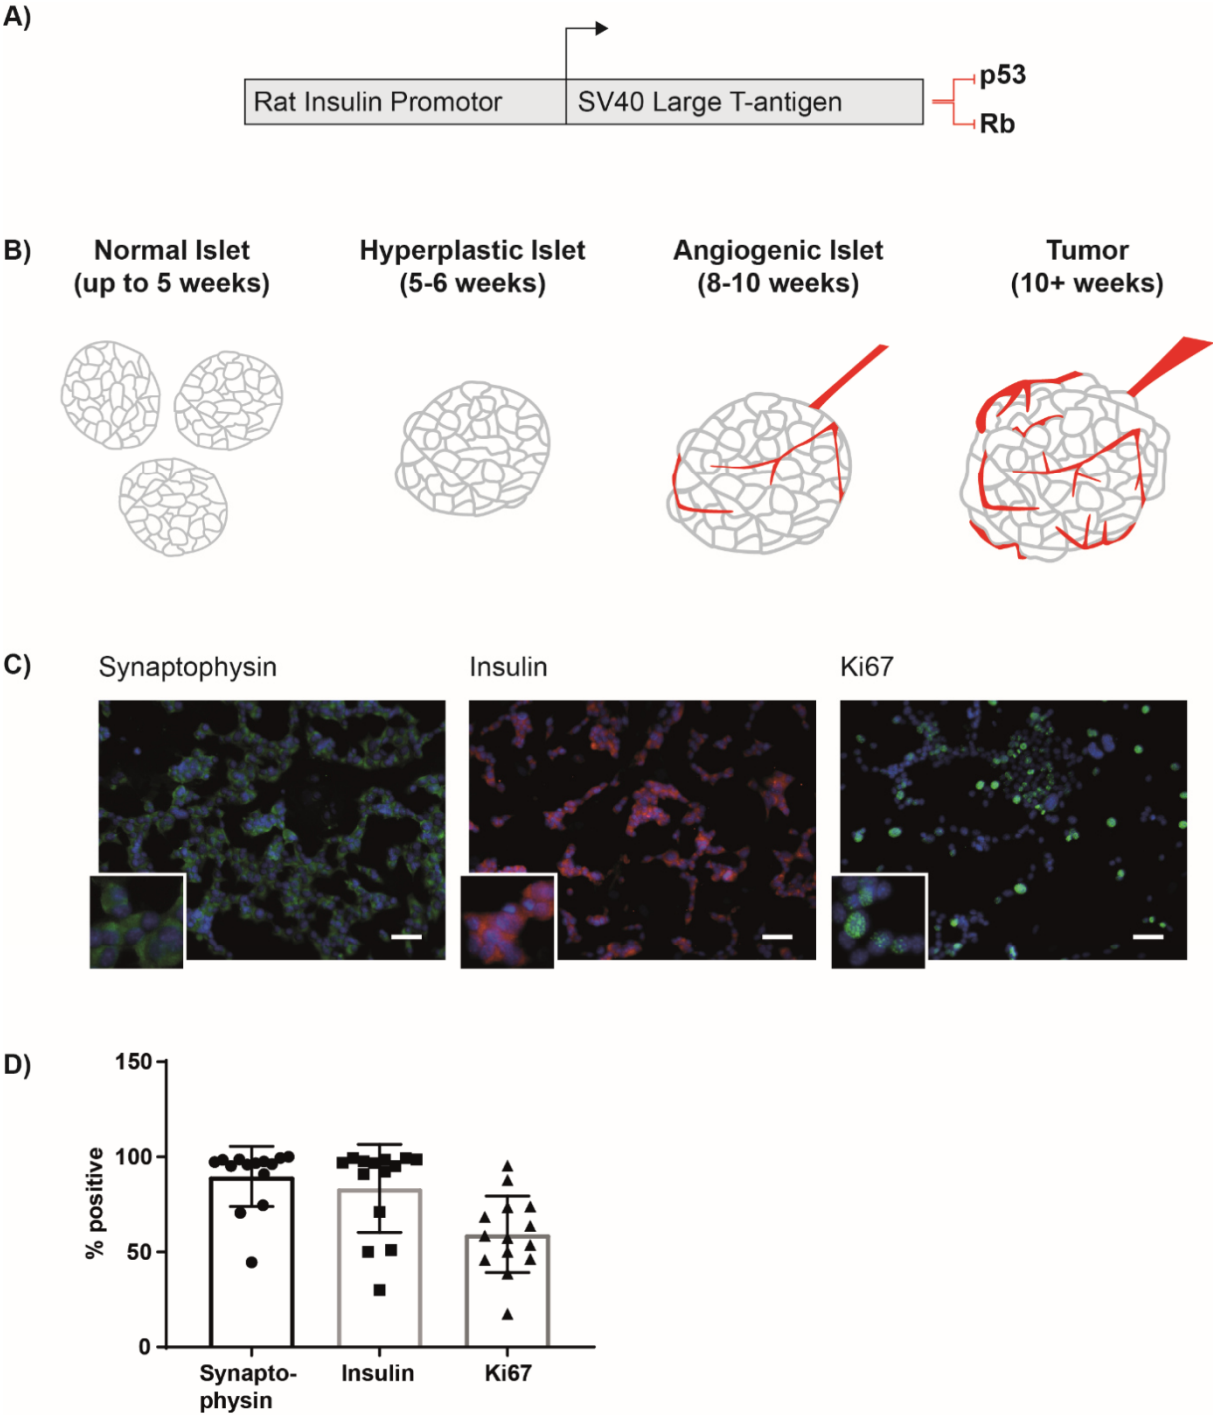 A)
Rat Insulin Promotor
SV40 Large T-antigen
p53
Rb
B)
Normal Islet
(up to 5 weeks)
Hyperplastic Islet
(5-6 weeks)
Angiogenic Islet
(8-10 weeks)
Tumor
(10+ weeks)
C)
Synaptophysin
Insulin
Ki67
D)
% positive
150
100
50
0
Synapto-
physin
Insulin
Ki67